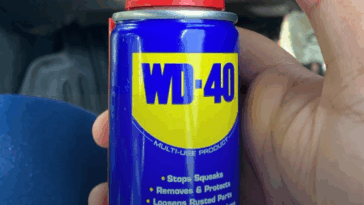 WD-40
MULTI-USE PRODUCT
• Stops Squeaks
• Removes & Protects
• Loosens Rusted Parts